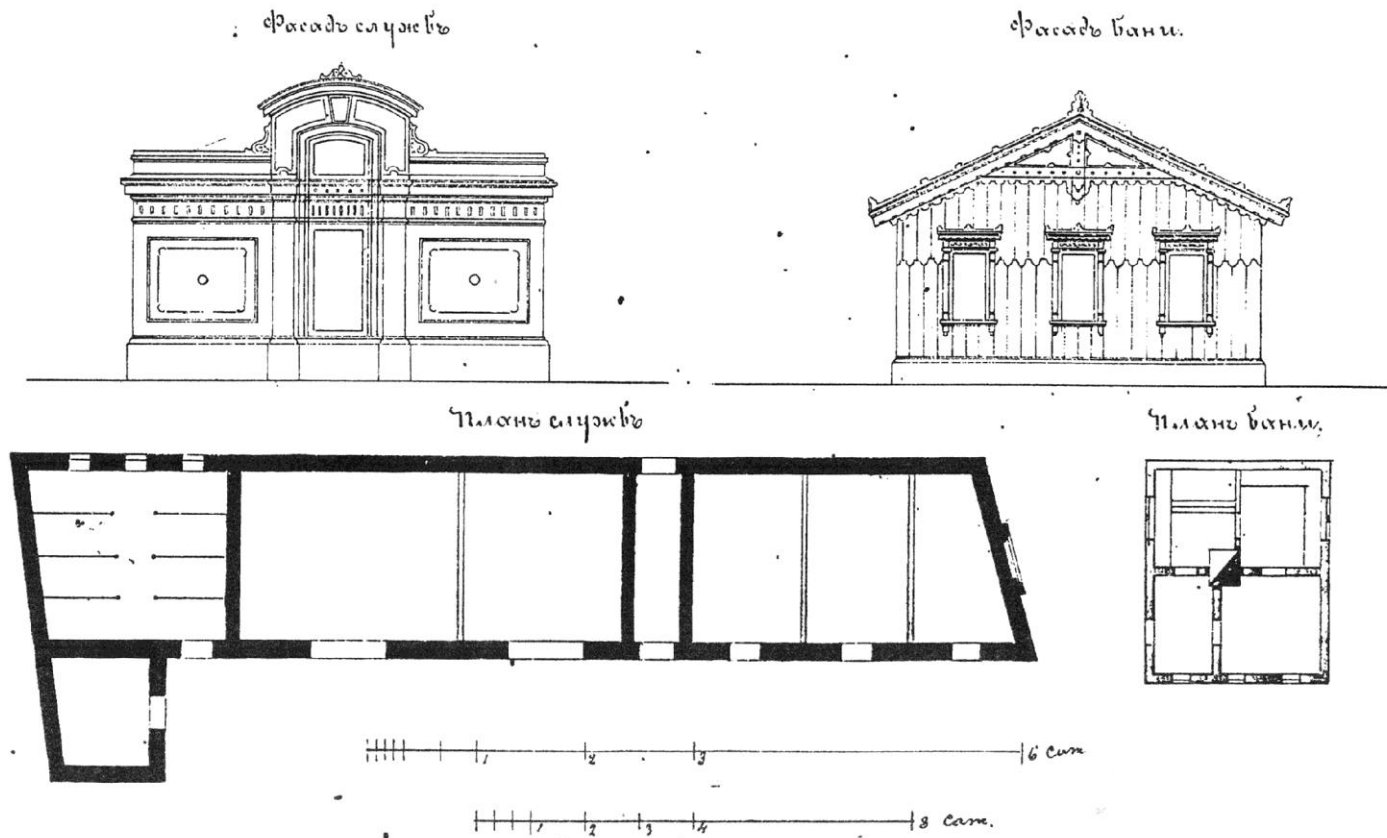 Фасадъ службъ
Фасадъ бани.
Планъ службъ
Планъ бани.
1 2 3 6 саж
1 2 3 4 8 саж.